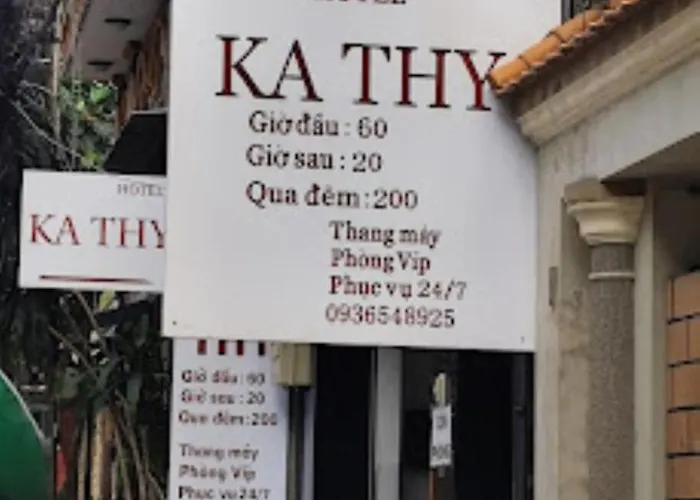 HOTEL
KA THY
Giờ đầu : 60
Giờ sau : 20
Qua đêm : 200
Thang máy
Phòng Vip
Phục vụ 24/7
0936548925
HOTEL
KA THY
Giờ đầu : 60
Giờ sau : 20
Qua đêm : 200
Thang máy
Phòng Vip
Phục vụ 24/7